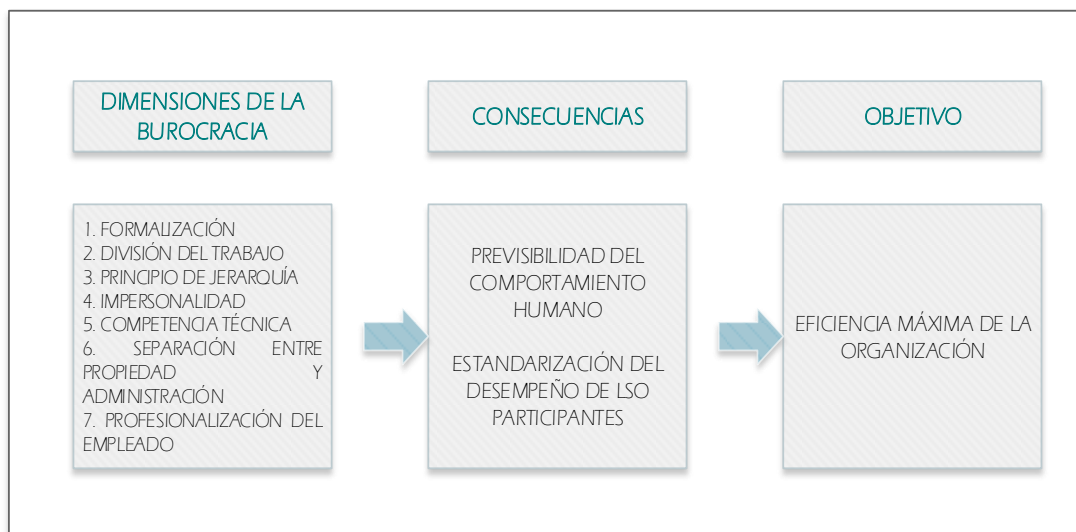 DIMENSIONES DE LA
BUROCRACIA
CONSECUENCIAS
OBJETIVO
1. FORMALIZACIÓN
2. DIVISIÓN DEL TRABAJO
3. PRINCIPIO DE JERARQUÍA
4. IMPERSONALIDAD
5. COMPETENCIA TÉCNICA
6. SEPARACIÓN ENTRE
PROPIEDAD Y
ADMINISTRACIÓN
7. PROFESIONALIZACIÓN DEL
EMPLEADO
PREVISIBILIDAD DEL
COMPORTAMIENTO
HUMANO
ESTANDARIZACIÓN DEL
DESEMPEÑO DE LSO
PARTICIPANTES
EFICIENCIA MÁXIMA DE LA
ORGANIZACIÓN